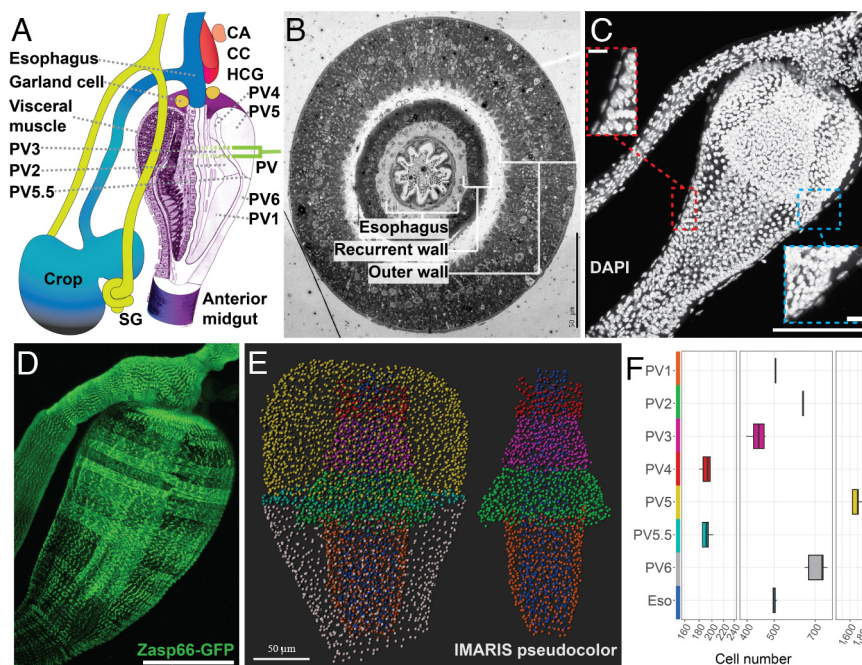 A
Esophagus
Garland cell
Visceral
muscle
PV3
PV2
PV5.5
Crop
SG
CA
CC
HCG
PV4
PV5
PV
PV6
PV1
Anterior
midgut
B
Esophagus
Recurrent wall
Outer wall
50 µm
C
DAPI
D
Zasp66-GFP
E
50 µm
IMARIS pseudocolor
F
PV1
PV2
PV3
PV4
PV5
PV5.5
PV6
Eso
160
180
200
220
240
400
500
700
1,600
Cell number